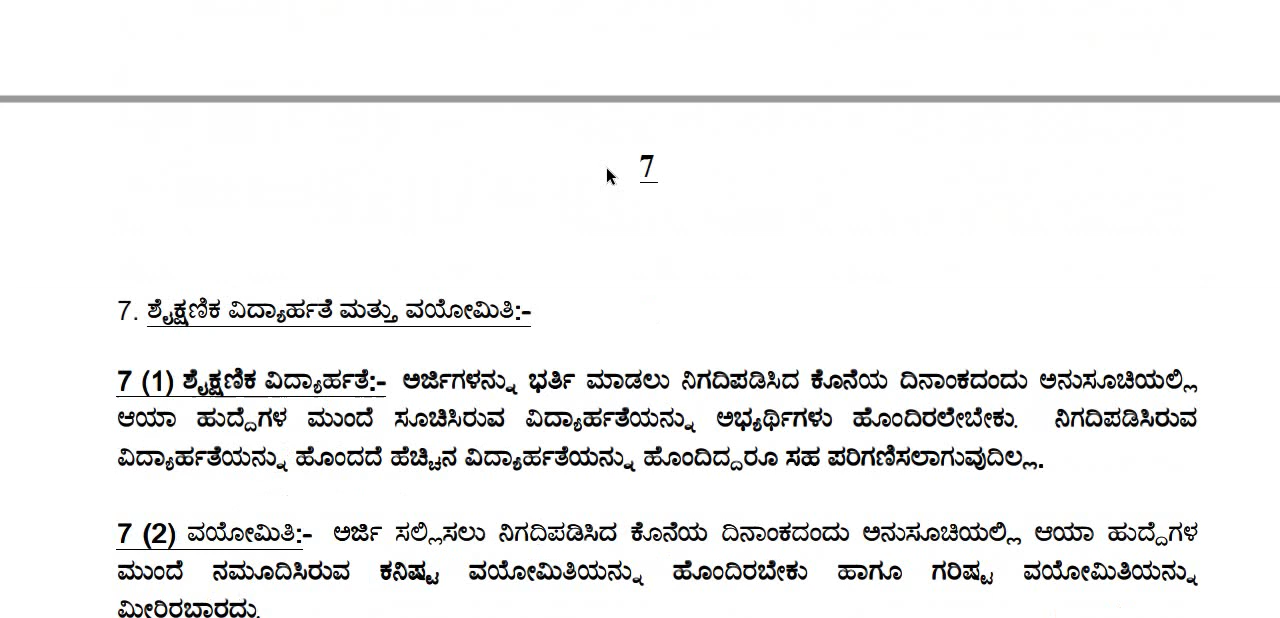 7
7. ಶೈಕ್ಷಣಿಕ ವಿದ್ಯಾರ್ಹತೆ ಮತ್ತು ವಯೋಮಿತಿ:-
7 (1) ಶೈಕ್ಷಣಿಕ ವಿದ್ಯಾರ್ಹತೆ:- ಅರ್ಜಿಗಳನ್ನು ಭರ್ತಿ ಮಾಡಲು ನಿಗದಿಪಡಿಸಿದ ಕೊನೆಯ ದಿನಾಂಕದಂದು ಅನುಸೂಚಿಯಲ್ಲಿ
ಆಯಾ ಹುದ್ದೆಗಳ ಮುಂದೆ ಸೂಚಿಸಿರುವ ವಿದ್ಯಾರ್ಹತೆಯನ್ನು ಅಭ್ಯರ್ಥಿಗಳು ಹೊಂದಿರಲೇಬೇಕು. ನಿಗದಿಪಡಿಸಿರುವ
ವಿದ್ಯಾರ್ಹತೆಯನ್ನು ಹೊಂದದೆ ಹೆಚ್ಚಿನ ವಿದ್ಯಾರ್ಹತೆಯನ್ನು ಹೊಂದಿದ್ದರೂ ಸಹ ಪರಿಗಣಿಸಲಾಗುವುದಿಲ್ಲ.
7 (2) ವಯೋಮಿತಿ:- ಅರ್ಜಿ ಸಲ್ಲಿಸಲು ನಿಗದಿಪಡಿಸಿದ ಕೊನೆಯ ದಿನಾಂಕದಂದು ಅನುಸೂಚಿಯಲ್ಲಿ ಆಯಾ ಹುದ್ದೆಗಳ
ಮುಂದೆ ನಮೂದಿಸಿರುವ ಕನಿಷ್ಟ ವಯೋಮಿತಿಯನ್ನು ಹೊಂದಿರಬೇಕು ಹಾಗೂ ಗರಿಷ್ಟ ವಯೋಮಿತಿಯನ್ನು
ಮೀರಿರಬಾರದು.